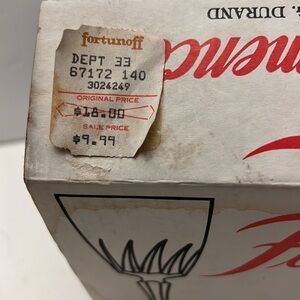 fortunoff
DEPT 33
67172 140
3024249
ORIGINAL PRICE
$18.00
SALE PRICE
$9.99
G. DURAND